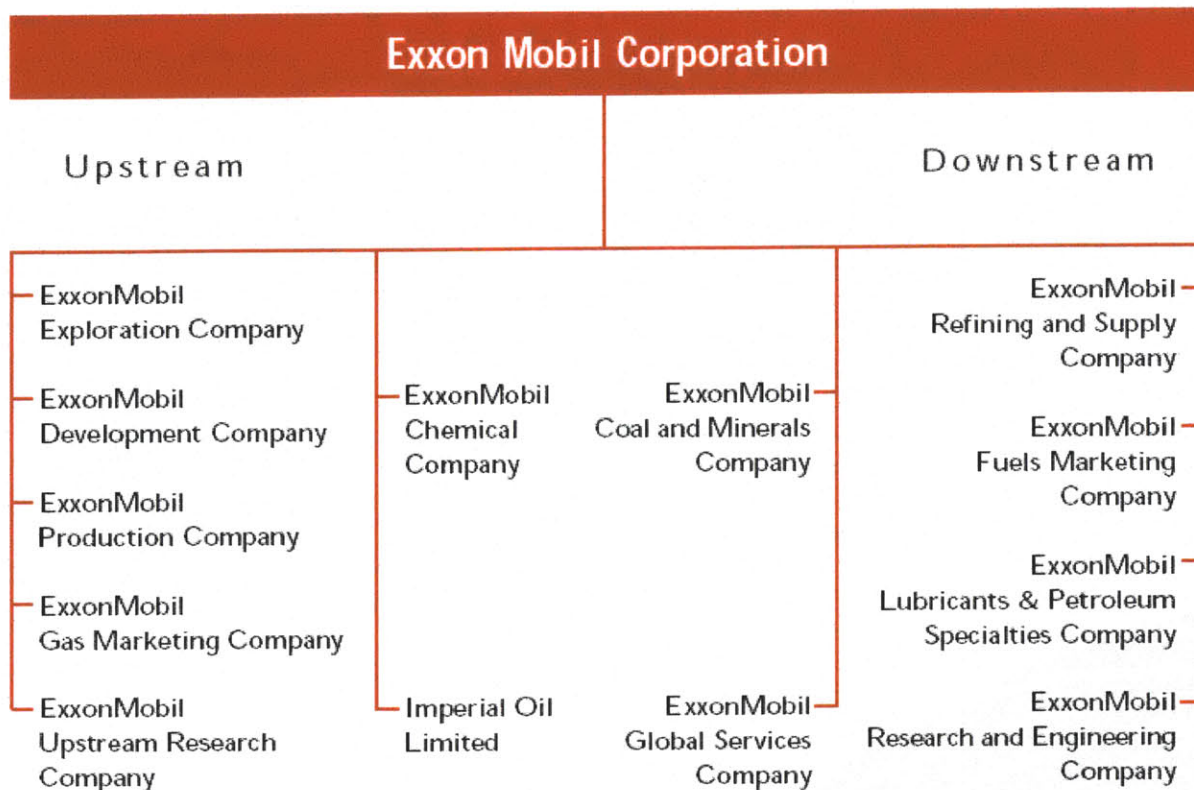 Exxon Mobil Corporation
Upstream
Downstream
ExxonMobil
Exploration Company
ExxonMobil
Development Company
ExxonMobil
Production Company
ExxonMobil
Gas Marketing Company
ExxonMobil
Upstream Research
Company
ExxonMobil
Chemical
Company
Imperial Oil
Limited
ExxonMobil
Coal and Minerals
Company
ExxonMobil
Global Services
Company
ExxonMobil
Refining and Supply
Company
ExxonMobil
Fuels Marketing
Company
ExxonMobil
Lubricants & Petroleum
Specialties Company
ExxonMobil
Research and Engineering
Company